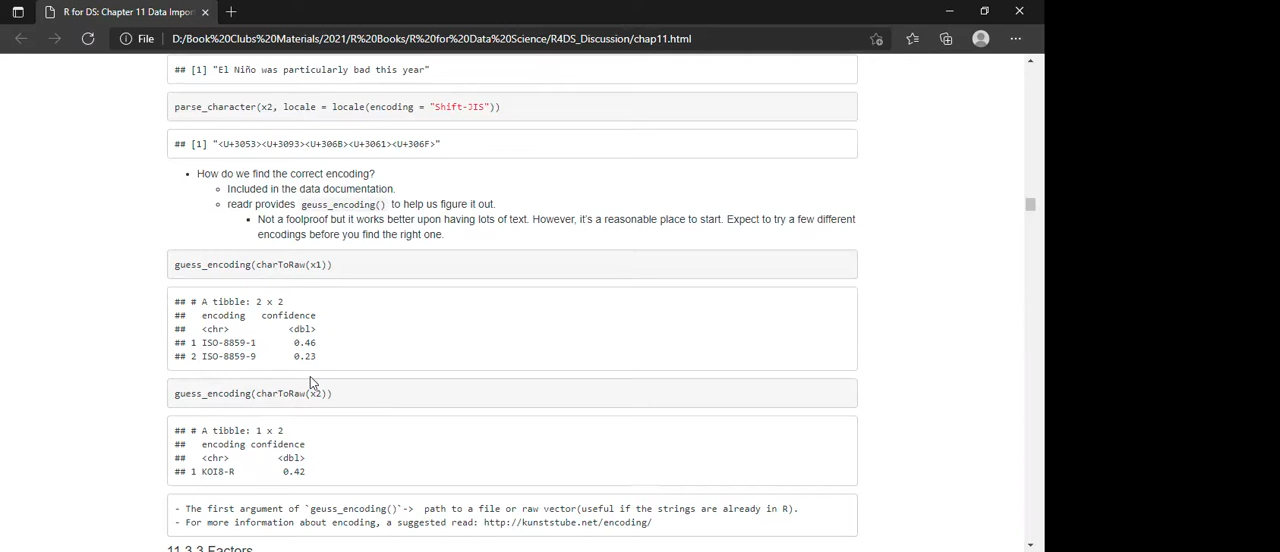 R for DS: Chapter 11 Data Impor
File D:/Book%20Clubs%20Materials/2021/R%20Books/R%20for%20Data%20Science/R4DS_Discussion/chap11.html
## [1] "El Niño was particularly bad this year"
parse_character(x2, locale = locale(encoding = "Shift-JIS"))
## [1] "<U+3053><U+3093><U+306B><U+3061><U+306F>"
• How do we find the correct encoding?
Included in the data documentation.
readr provides geuss_encoding() to help us figure it out.
Not a foolproof but it works better upon having lots of text. However, it's a reasonable place to start. Expect to try a few different
encodings before you find the right one.
guess_encoding(charToRaw(x1))
## # A tibble: 2 x 2
## encoding confidence
## <chr> <dbl>
## 1 ISO-8859-1 0.46
## 2 ISO-8859-9 0.23
guess_encoding(charToRaw(x2))
## # A tibble: 1 x 2
## encoding confidence
## <chr> <dbl>
## 1 KOI8-R 0.42
- The first argument of `geuss_encoding()`-> path to a file or raw vector(useful if the strings are already in R).
- For more information about encoding, a suggested read: http://kunststube.net/encoding/
11.3.3 Factors